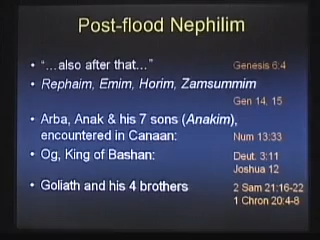 Post-flood Nephilim
• "...also after that..." Genesis 6:4
• Rephaim, Emim, Horim, Zamsummim
Gen 14, 15
• Arba, Anak & his 7 sons (Anakim),
encountered in Canaan: Num 13:33
• Og, King of Bashan: Deut. 3:11
Joshua 12
• Goliath and his 4 brothers 2 Sam 21:16-22
1 Chron 20:4-8